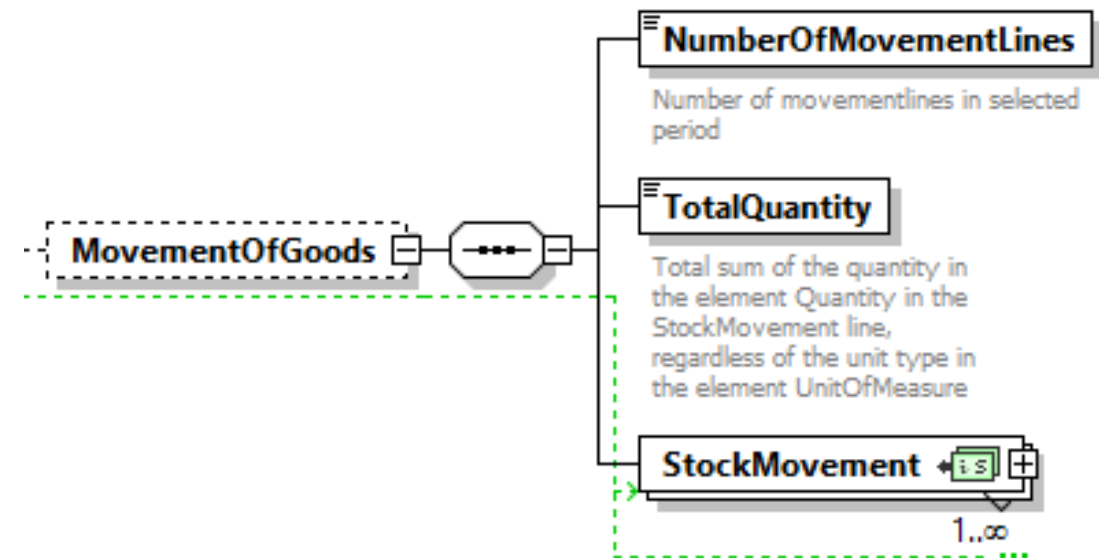 NumberOfMovementLines
Number of movementlines in selected
period
TotalQuantity
MovementOfGoods
Total sum of the quantity in
the element Quantity in the
StockMovement line,
regardless of the unit type in
the element UnitOfMeasure
StockMovement
is
1..∞